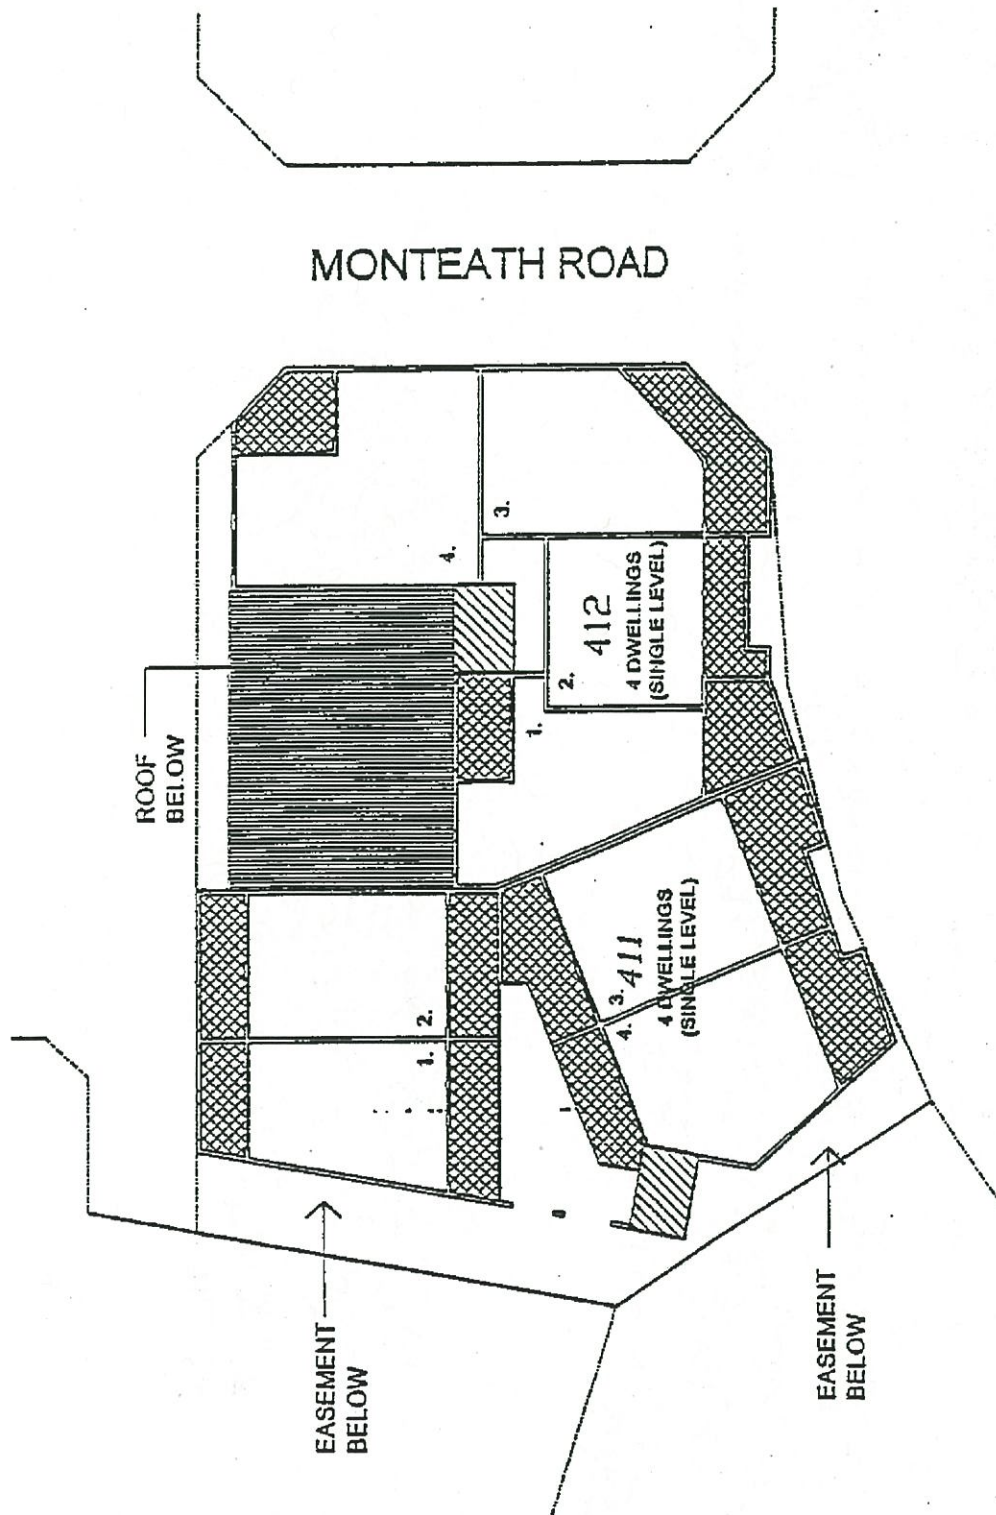 MONTEATH ROAD
ROOF
BELOW
4.
3.
2.
412
4 DWELLINGS
(SINGLE LEVEL)
1.
2.
1.
3.
411
4.
4 DWELLINGS
(SINGLE LEVEL)
EASEMENT
BELOW
EASEMENT
BELOW